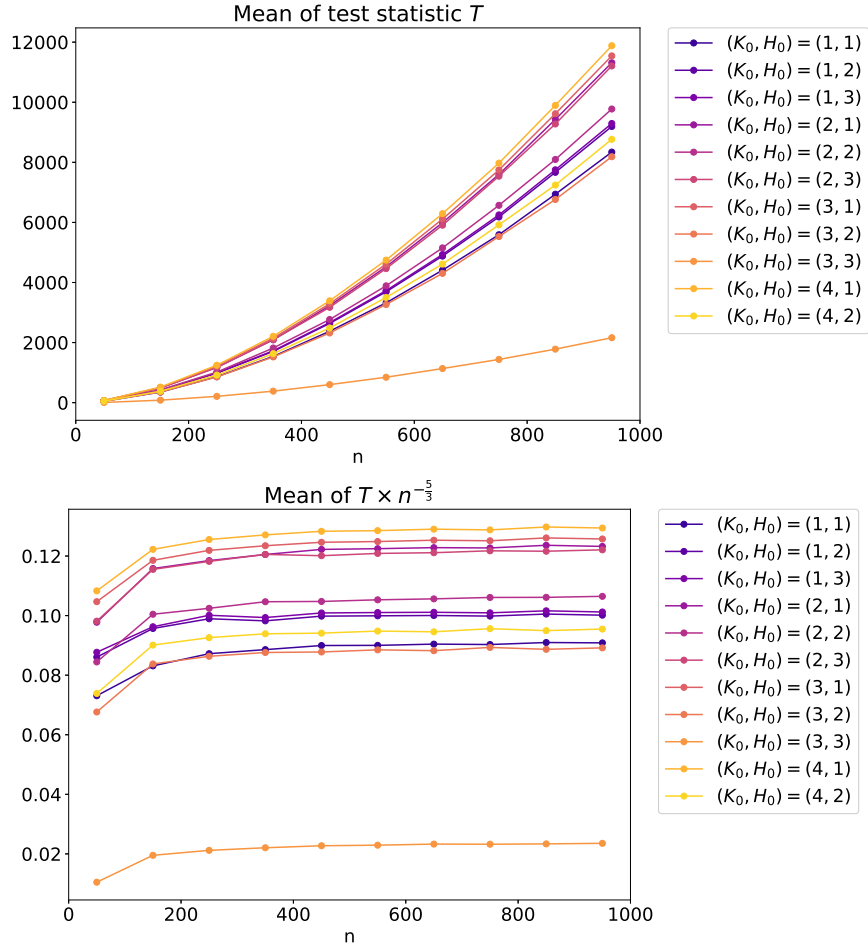 Mean of test statistic T
12000
10000
8000
6000
4000
2000
0
0 200 400 600 800 1000
n
(K₀, H₀) = (1, 1)
(K₀, H₀) = (1, 2)
(K₀, H₀) = (1, 3)
(K₀, H₀) = (2, 1)
(K₀, H₀) = (2, 2)
(K₀, H₀) = (2, 3)
(K₀, H₀) = (3, 1)
(K₀, H₀) = (3, 2)
(K₀, H₀) = (3, 3)
(K₀, H₀) = (4, 1)
(K₀, H₀) = (4, 2)
Mean of T × n^{-5/3}
0.12
0.10
0.08
0.06
0.04
0.02
0 200 400 600 800 1000
n
(K₀, H₀) = (1, 1)
(K₀, H₀) = (1, 2)
(K₀, H₀) = (1, 3)
(K₀, H₀) = (2, 1)
(K₀, H₀) = (2, 2)
(K₀, H₀) = (2, 3)
(K₀, H₀) = (3, 1)
(K₀, H₀) = (3, 2)
(K₀, H₀) = (3, 3)
(K₀, H₀) = (4, 1)
(K₀, H₀) = (4, 2)